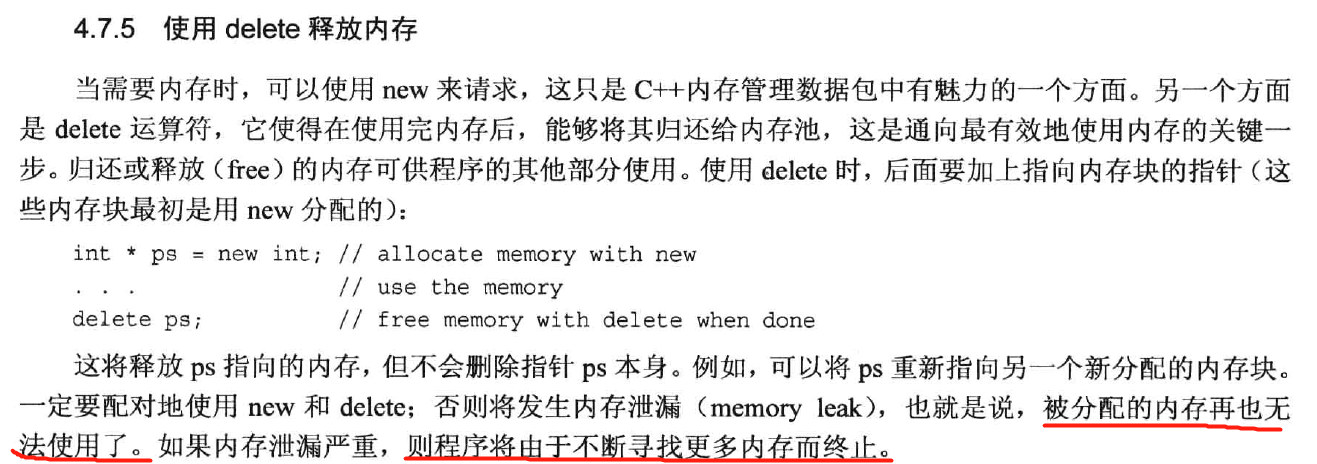 4.7.5 使用 delete 释放内存
当需要内存时，可以使用 new 来请求，这只是 C++内存管理数据包中有魅力的一个方面。另一个方面
是 delete 运算符，它使得在使用完内存后，能够将其归还给内存池，这是通向最有效地使用内存的关键一
步。归还或释放（free）的内存可供程序的其他部分使用。使用 delete 时，后面要加上指向内存块的指针（这
些内存块最初是用 new 分配的）：
int * ps = new int; // allocate memory with new
. . . // use the memory
delete ps; // free memory with delete when done
这将释放 ps 指向的内存，但不会删除指针 ps 本身。例如，可以将 ps 重新指向另一个新分配的内存块。
一定要配对地使用 new 和 delete；否则将发生内存泄漏（memory leak），也就是说，被分配的内存再也无
法使用了。如果内存泄漏严重，则程序将由于不断寻找更多内存而终止。